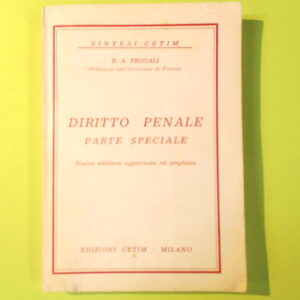 SINTESI CETIM
R. A. FROSALI
Ordinario nell'Università di Firenze
DIRITTO PENALE
PARTE SPECIALE
Nuova edizione aggiornata ed ampliata
EDIZIONI CETIM - MILANO